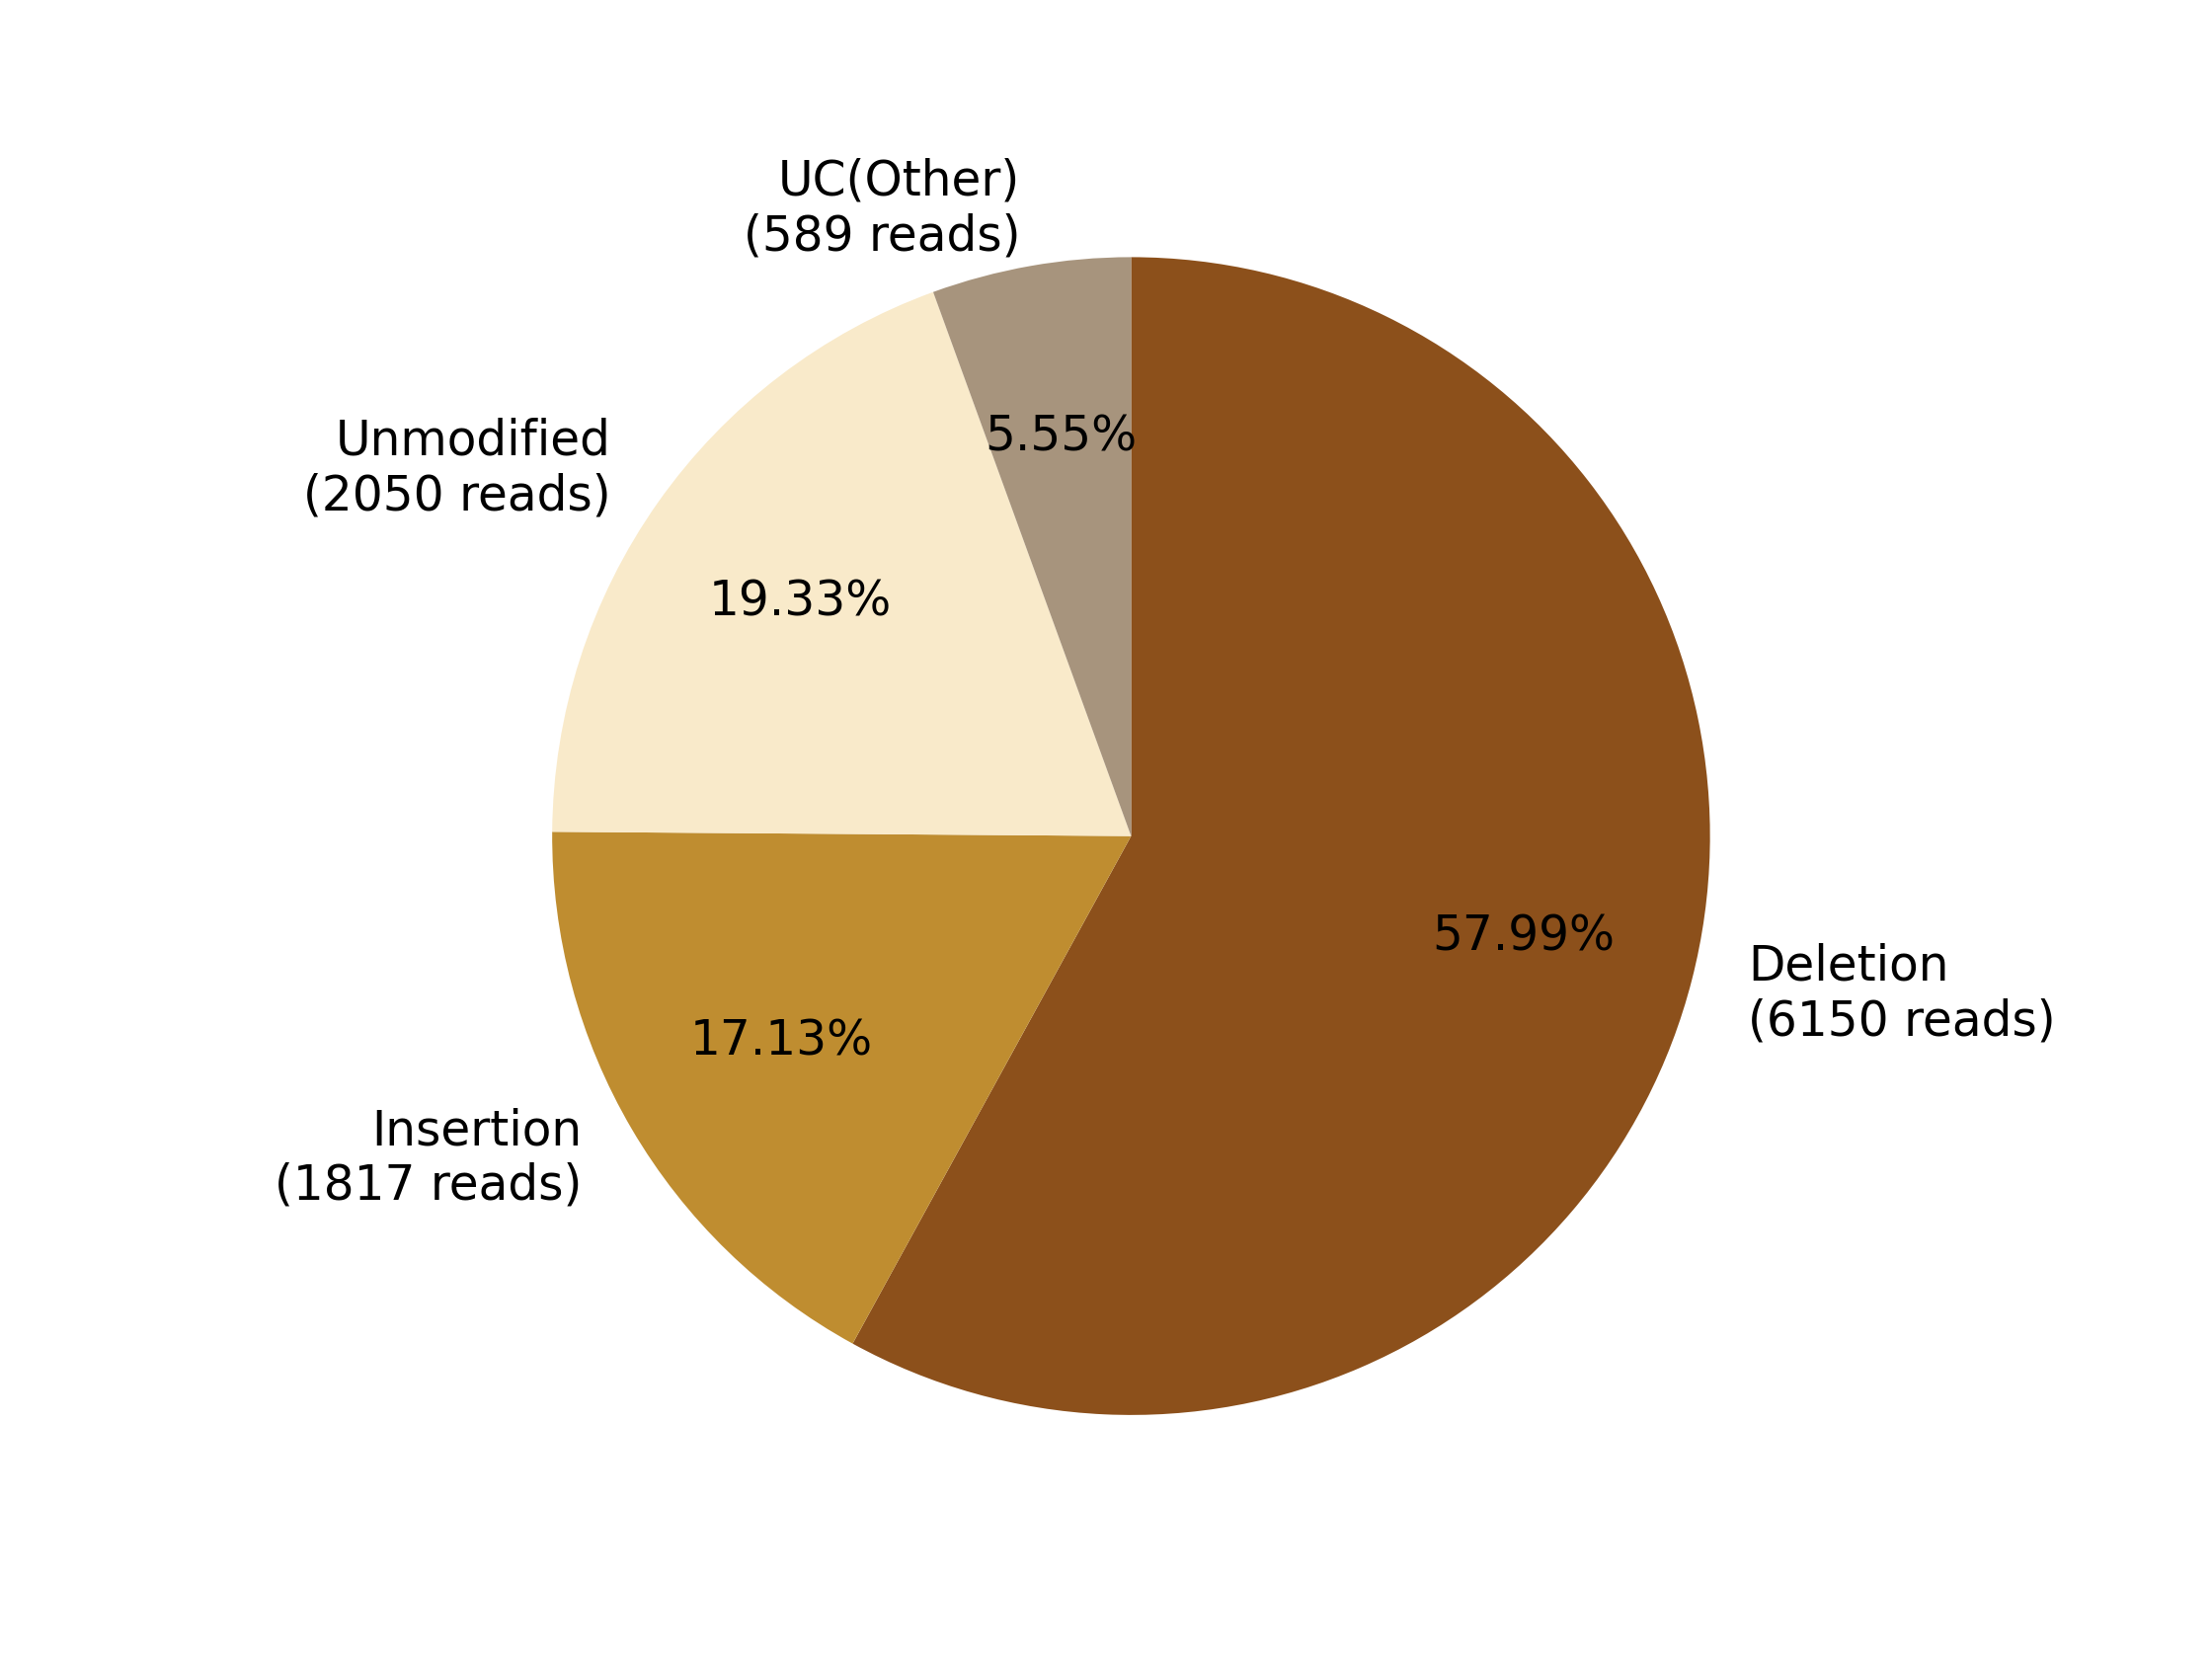 UC(Other)
(589 reads)
5.55%
Unmodified
(2050 reads)
19.33%
57.99%
Deletion
(6150 reads)
17.13%
Insertion
(1817 reads)